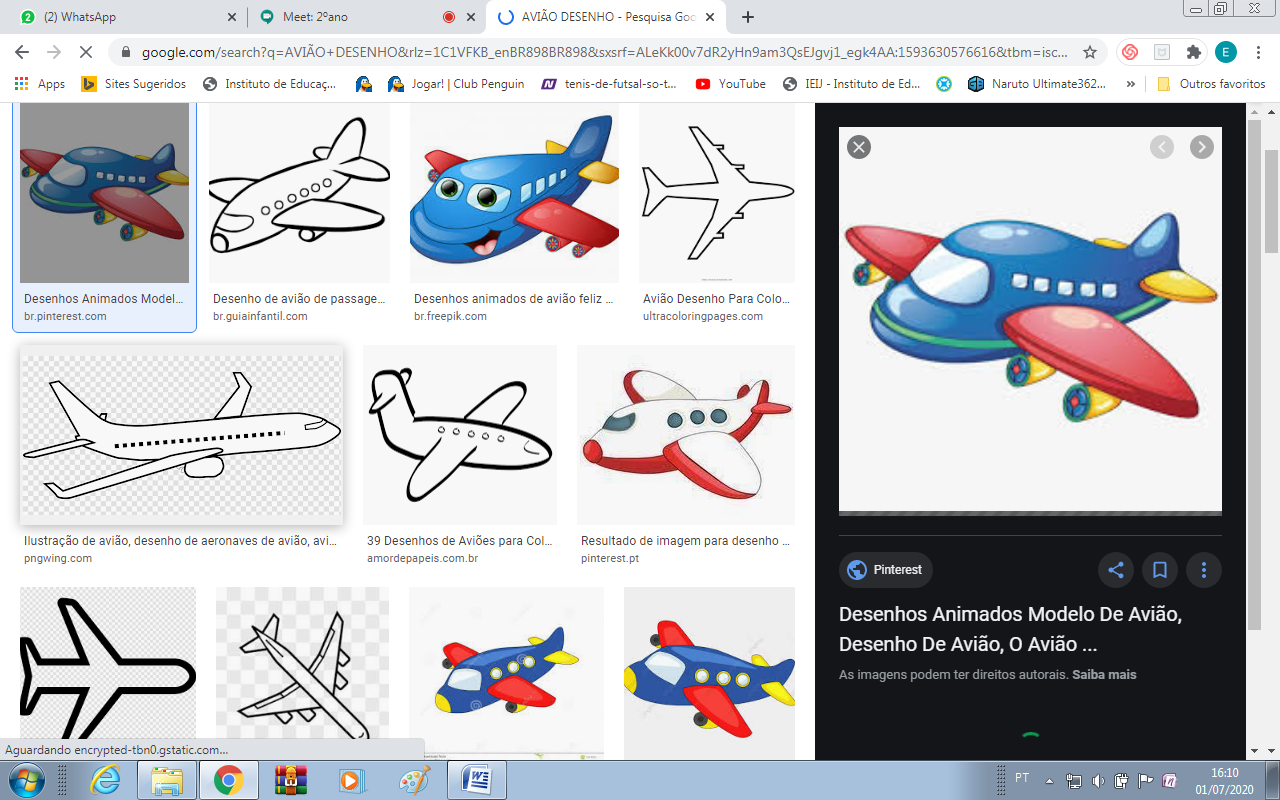 2 (2) WhatsApp
Meet: 2ºano
AVIÃO DESENHO - Pesquisa Goo
google.com/search?q=AVIÃO+DESENHO&rlz=1C1VFKB_enBR898BR898&sxsrf=ALeKk00v7dR2yHn9am3QsEJgvj1_egk4AA:1593630576616&tbm=isc...
E
Apps
Sites Sugeridos
Instituto de Educaç...
Jogar! | Club Penguin
tenis-de-futsal-so-t...
YouTube
IEIJ - Instituto de Ed...
Naruto Ultimate362...
»
Outros favoritos
Desenhos Animados Model...
br.pinterest.com
Desenho de avião de passage...
br.guiainfantil.com
Desenhos animados de avião feliz ...
br.freepik.com
Avião Desenho Para Colo...
ultracoloringpages.com
Ilustração de avião, desenho de aeronaves de avião, avi...
pngwing.com
39 Desenhos de Aviões para Col...
amordepapeis.com.br
Resultado de imagem para desenho ...
pinterest.pt
Pinterest
Desenhos Animados Modelo De Avião,
Desenho De Avião, O Avião ...
As imagens podem ter direitos autorais. Saiba mais
Aguardando encrypted-tbn0.gstatic.com...
PT
16:10
01/07/2020